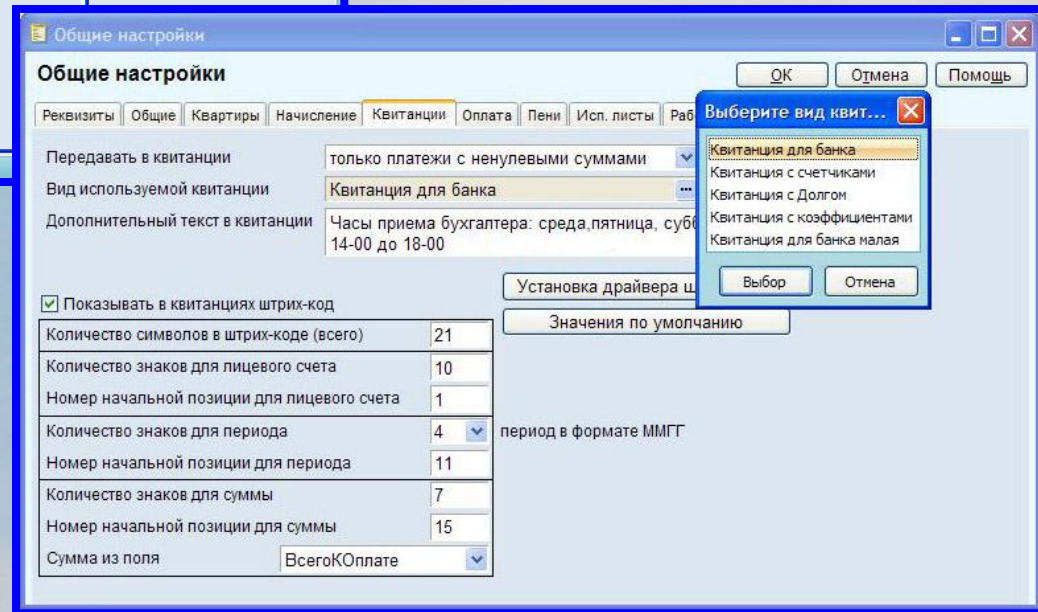 Общие настройки
Общие настройки
ОК
Отмена
Помощь
Реквизиты
Общие
Квартиры
Начисление
Квитанции
Оплата
Пени
Исп. листы
Передавать в квитанции
только платежи с ненулевыми суммами
Вид используемой квитанции
Квитанция для банка
...
Дополнительный текст в квитанции
Часы приема бухгалтера: среда,пятница,
14-00 до 18-00
Установка драйвера
Показывать в квитанциях штрих-код
Значения по умолчанию
Количество символов в штрих-коде (всего)
21
Количество знаков для лицевого счета
10
Номер начальной позиции для лицевого счета
1
Количество знаков для периода
4
период в формате ММГГ
Номер начальной позиции для периода
11
Количество знаков для суммы
7
Номер начальной позиции для суммы
15
Сумма из поля
ВсегоКОплате
Выберите вид квит...
Квитанция для банка
Квитанция с счетчиками
Квитанция с Долгом
Квитанция с коэффициентами
Квитанция для банка малая
Выбор
Отмена